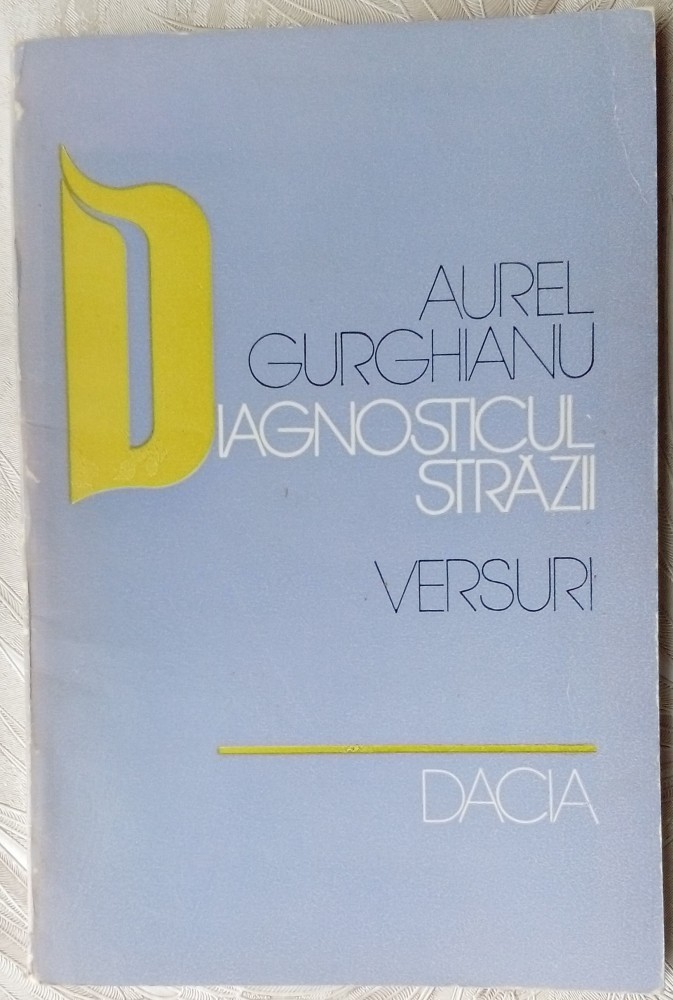 AUREL
GURGHIANU
DIAGNOSTICUL
STRĂZII
VERSURI
DACIA